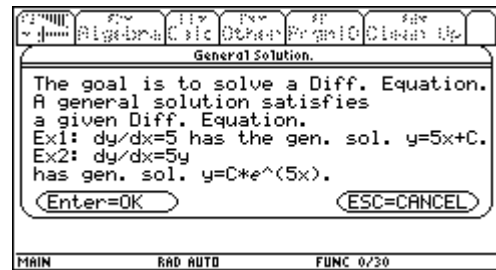 Algebra Calc Other PrgmIO Clean Up
General Solution.
The goal is to solve a Diff. Equation.
A general solution satisfies
a given Diff. Equation.
Ex1: dy/dx=5 has the gen. sol. y=5x+C.
Ex2: dy/dx=5y
has gen. sol. y=C*e^(5x).
Enter=OK ESC=CANCEL
MAIN RAD AUTO FUNC 0/30